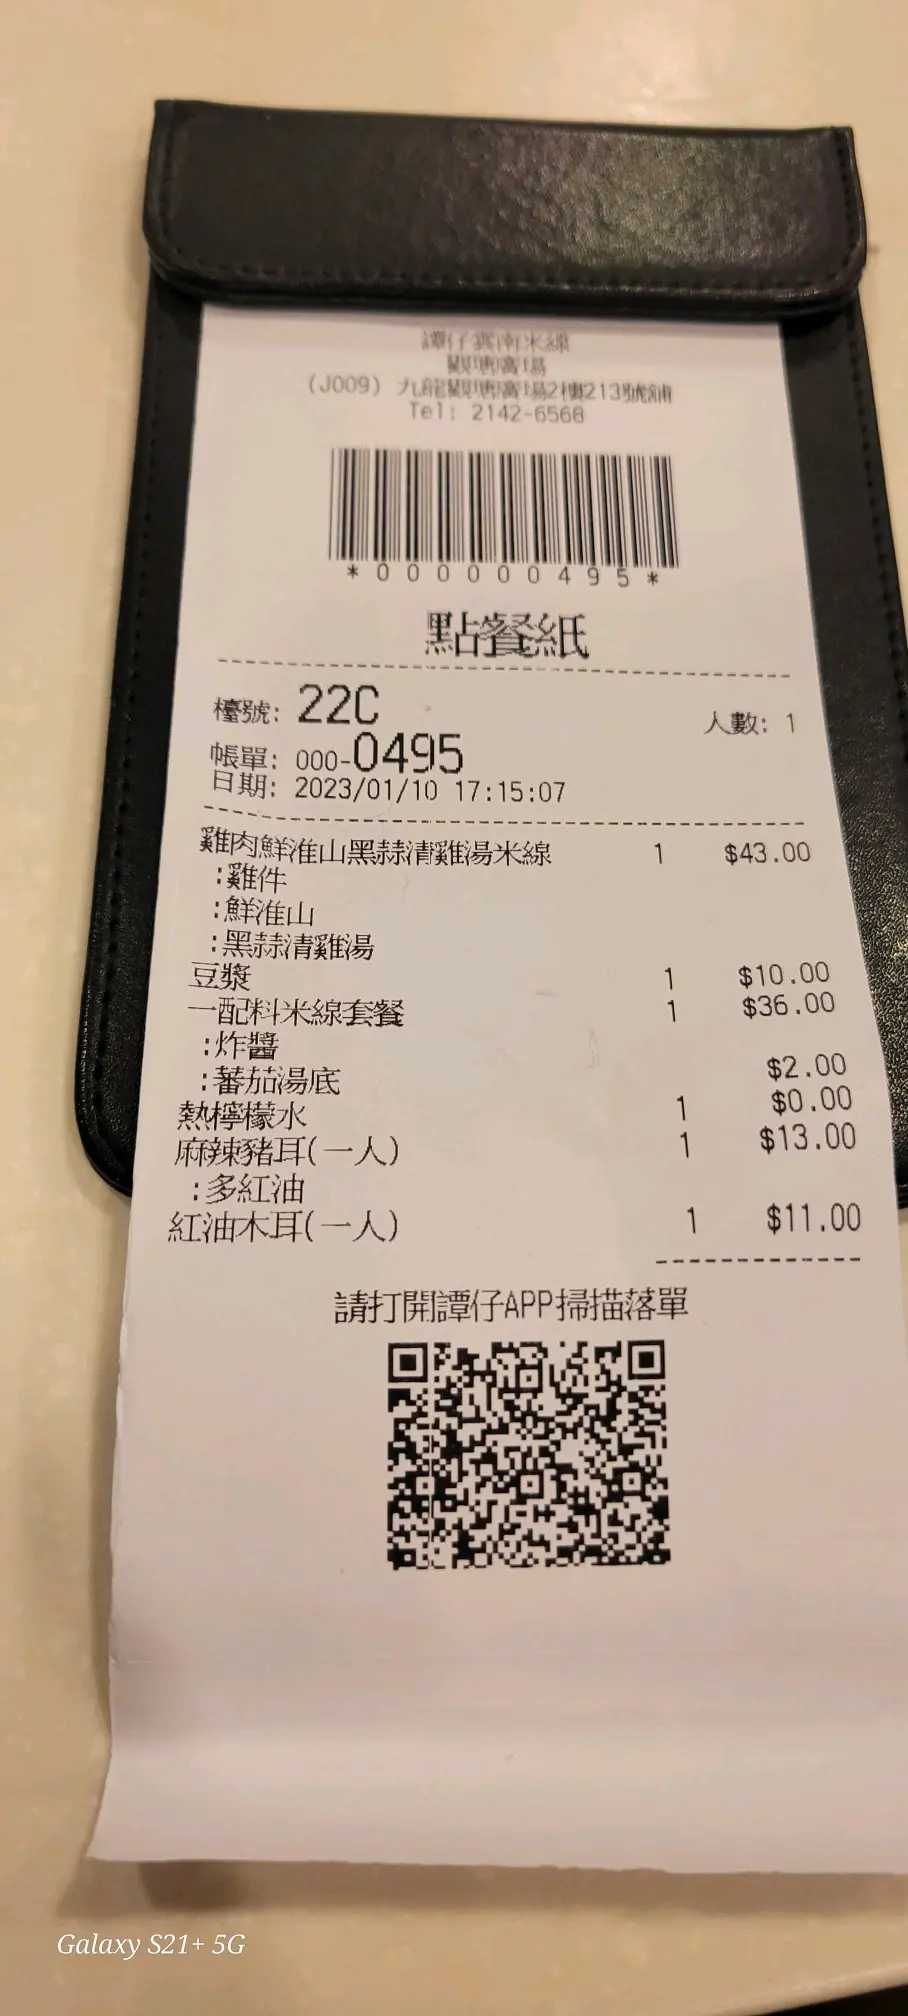 譚仔雲南米線
觀塘廣場
(J009) 九龍觀塘廣場2樓213號舖
Tel: 2142-6568
*000000495*
點餐紙
檯號: 22C 人數: 1
帳單: 000-0495
日期: 2023/01/10 17:15:07
雞肉鮮淮山黑蒜清雞湯米線 1 $43.00
:雞件
:鮮淮山
:黑蒜清雞湯
豆漿 1 $10.00
一配料米線套餐 1 $36.00
:炸醬
:蕃茄湯底 $2.00
熱檸檬水 1 $0.00
麻辣豬耳(一人) 1 $13.00
:多紅油
紅油木耳(一人) 1 $11.00
請打開譚仔APP掃描落單
Galaxy S21+ 5G